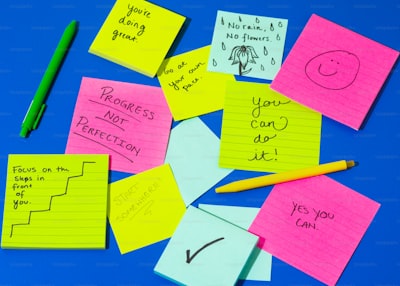 you're
doing
great.
Go at
your own
pace.
No rain,
No flowers.
PROGRESS
NOT
PERFECTION
You
can
do
it!
FOCUS ON THE
Steps in
front
of
you.
START
SOMEWHERE
YES YOU
CAN.